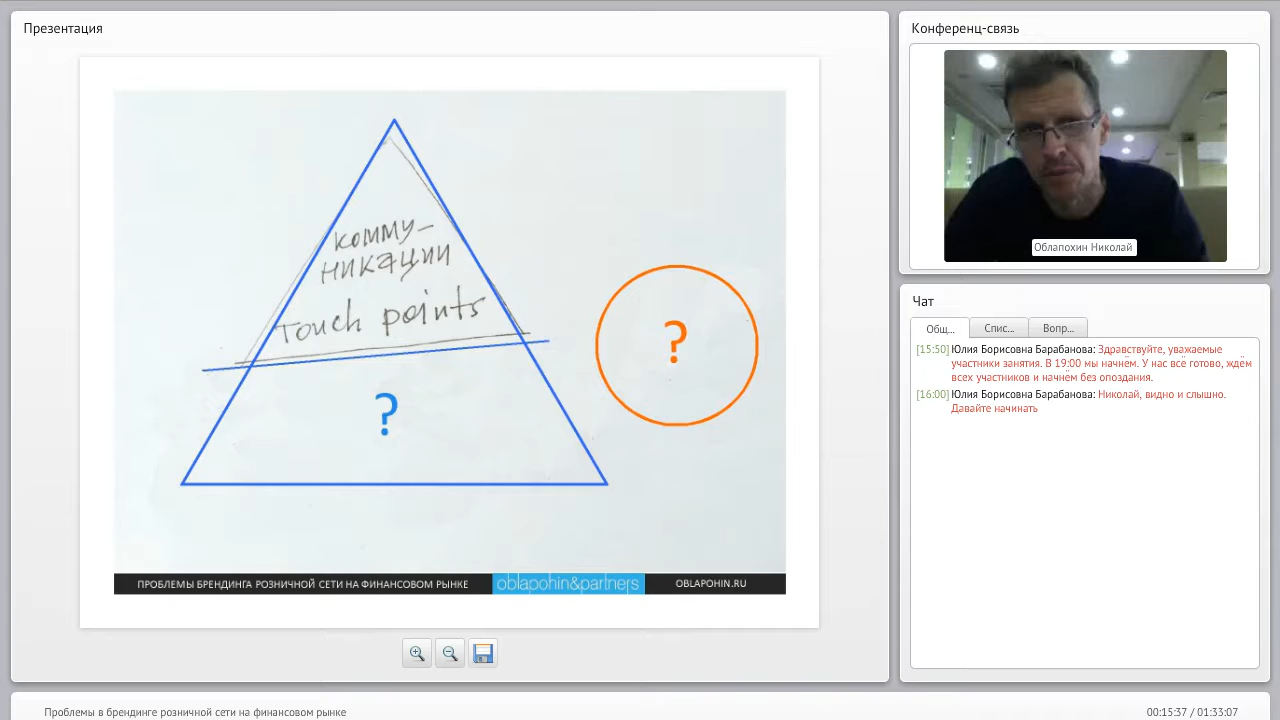 Презентация
комму-
никации
Touch points
?
?
ПРОБЛЕМЫ БРЕНДИНГА РОЗНИЧНОЙ СЕТИ НА ФИНАНСОВОМ РЫНКЕ
oblapohin&partners
OBLAPOHIN.RU
Конференц-связь
Облапохин Николай
Чат
Общ...
Спис...
Вопр...
[15:50] Юлия Борисовна Барабанова: Здравствуйте, уважаемые
участники занятия. В 19:00 мы начнём. У нас всё готово, ждём
всех участников и начнём без опоздания.
[16:00] Юлия Борисовна Барабанова: Николай, видно и слышно.
Давайте начинать
Проблемы в брендинге розничной сети на финансовом рынке
00:15:37 / 01:33:07